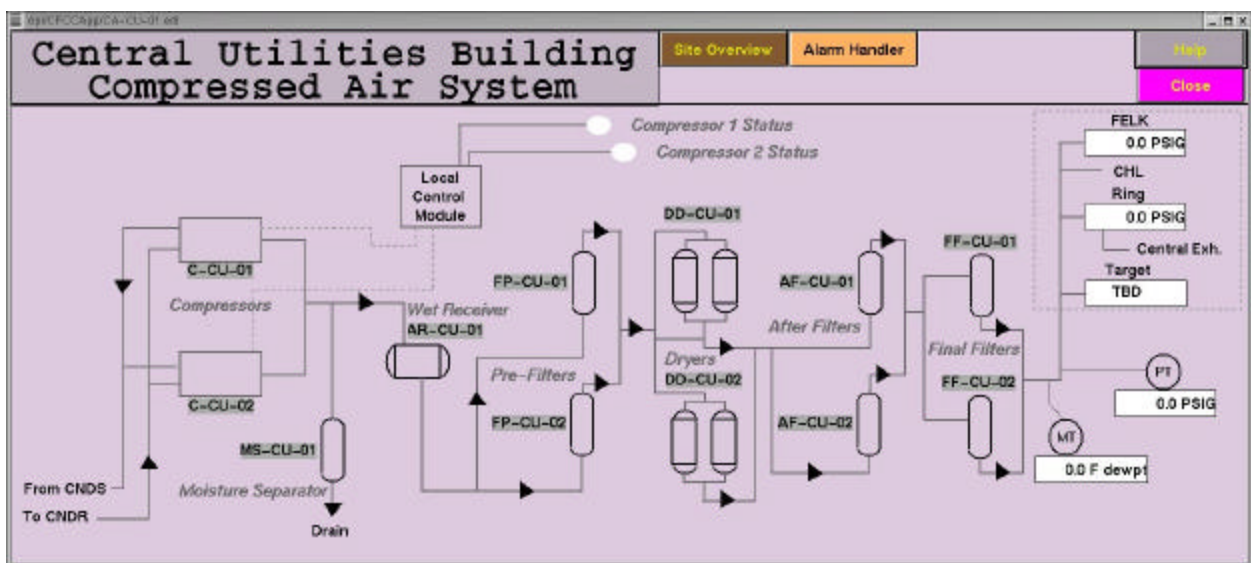 Central Utilities Building
Compressed Air System
Site Overview
Alarm Handler
Help
Close
Compressor 1 Status
Compressor 2 Status
FELK
0.0 PSIG
CHL
Ring
0.0 PSIG
Central Exh.
Target
TBD
Local
Control
Module
C-CU-01
Compressors
C-CU-02
Wet Receiver
AR-CU-01
FP-CU-01
Pre-Filters
FP-CU-02
DD-CU-01
Dryers
DD-CU-02
AF-CU-01
After Filters
AF-CU-02
FF-CU-01
Final Filters
FF-CU-02
PT
0.0 PSIG
MT
0.0 F dewpt
MS-CU-01
Moisture Separator
Drain
From CNDS
To CNDR